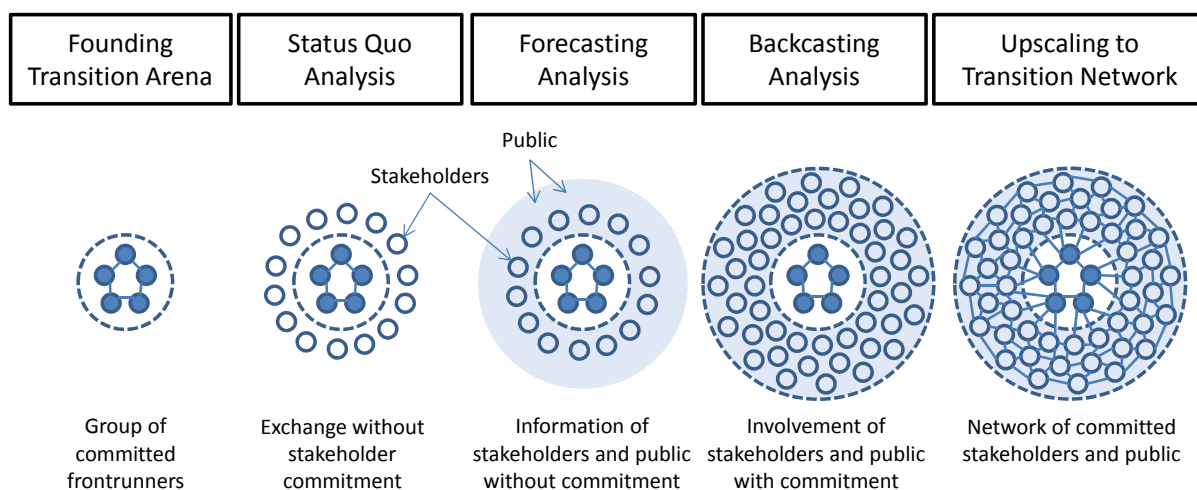 Founding
Transition Arena
Status Quo
Analysis
Forecasting
Analysis
Backcasting
Analysis
Upscaling to
Transition Network
Public
Stakeholders
Group of
committed
frontrunners
Exchange without
stakeholder
commitment
Information of
stakeholders and public
without commitment
Involvement of
stakeholders and public
with commitment
Network of committed
stakeholders and public